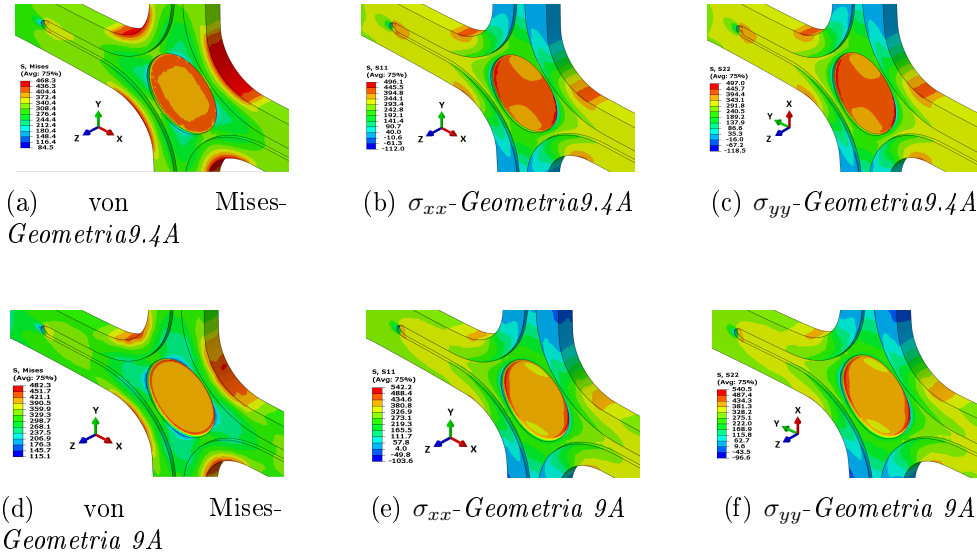 S, Mises
(Avg: 75%)
468.3
436.3
404.4
372.4
340.4
308.4
276.4
244.4
212.4
180.4
148.4
116.4
84.5
Y
Z X
(a) von Mises-
Geometria9.4A
S, S11
(Avg: 75%)
496.1
445.5
394.8
344.1
293.4
242.8
192.1
141.4
90.7
40.0
-10.6
-61.3
-112.0
Y
Z X
(b) σxx-Geometria9.4A
S, S22
(Avg: 75%)
497.0
445.7
394.4
343.1
291.8
240.5
189.2
137.9
86.6
35.3
-16.0
-67.2
-118.5
X
Y
Z
(c) σyy-Geometria9.4A
S, Mises
(Avg: 75%)
482.3
451.7
421.1
390.5
359.9
329.3
298.7
268.1
237.5
206.9
176.3
145.7
115.1
Y
Z X
(d) von Mises-
Geometria 9A
S, S11
(Avg: 75%)
542.2
488.4
434.6
380.8
326.9
273.1
219.3
165.5
111.7
57.8
4.0
-49.8
-103.6
Y
Z X
(e) σxx-Geometria 9A
S, S22
(Avg: 75%)
540.5
487.4
434.3
381.3
328.2
275.1
222.0
168.9
115.8
62.7
9.6
-43.5
-96.6
X
Y
Z
(f) σyy-Geometria 9A